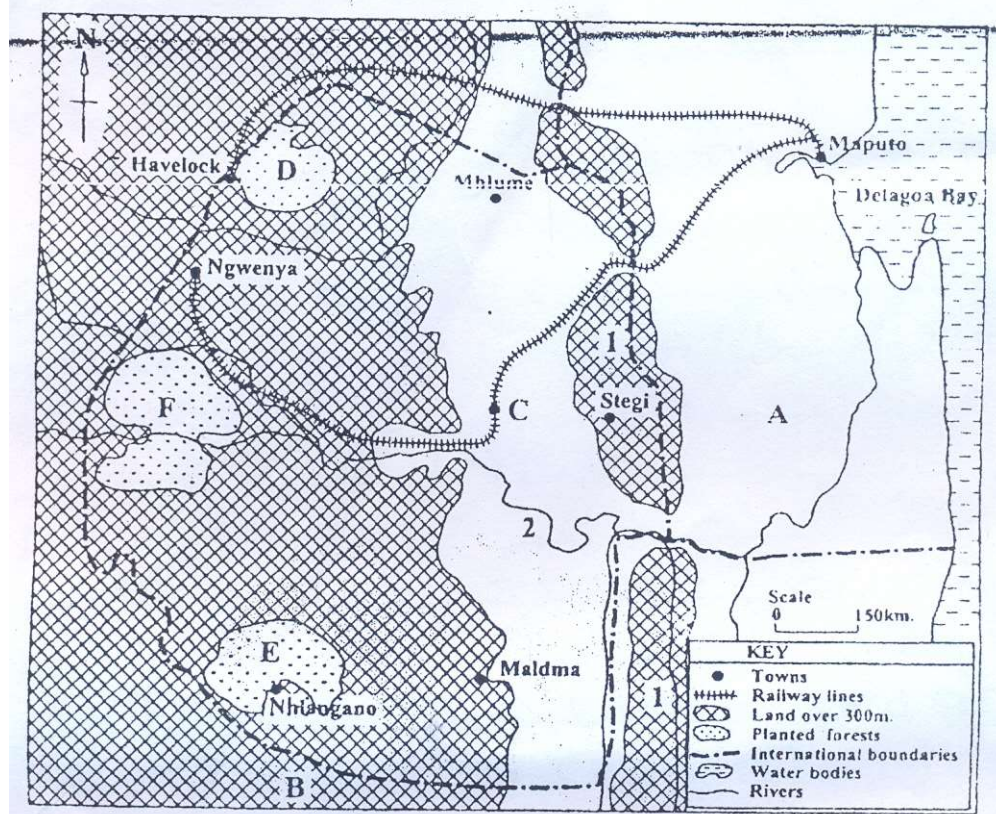 N
Havelock
D
Mhlume
Maputo
Delagoa Bay
Ngwenya
1
1
F
C
Stegi
A
2
Scale
0 150km.
E
Nhlangano
Maldma
1
B
KEY
Towns
Railway lines
Land over 300m.
Planted forests
International boundaries
Water bodies
Rivers